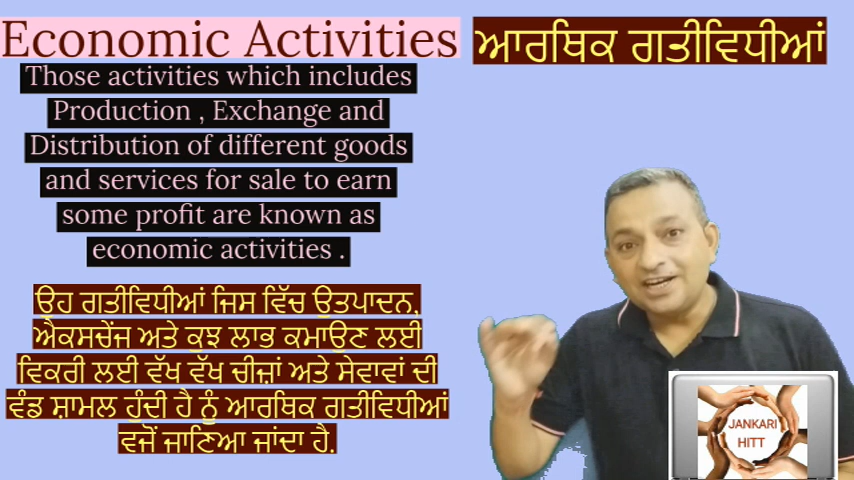 Economic Activities
ਆਰਥਿਕ ਗਤੀਵਿਧੀਆਂ
Those activities which includes
Production , Exchange and
Distribution of different goods
and services for sale to earn
some profit are known as
economic activities .
ਉਹ ਗਤੀਵਿਧੀਆਂ ਜਿਸ ਵਿੱਚ ਉਤਪਾਦਨ,
ਐਕਸਚੇਂਜ ਅਤੇ ਕੁਝ ਲਾਭ ਕਮਾਉਣ ਲਈ
ਵਿਕਰੀ ਲਈ ਵੱਖ ਵੱਖ ਚੀਜ਼ਾਂ ਅਤੇ ਸੇਵਾਵਾਂ ਦੀ
ਵੰਡ ਸ਼ਾਮਲ ਹੁੰਦੀ ਹੈ ਨੂੰ ਆਰਥਿਕ ਗਤੀਵਿਧੀਆਂ
ਵਜੋਂ ਜਾਣਿਆ ਜਾਂਦਾ ਹੈ.
JANKARI
HITT